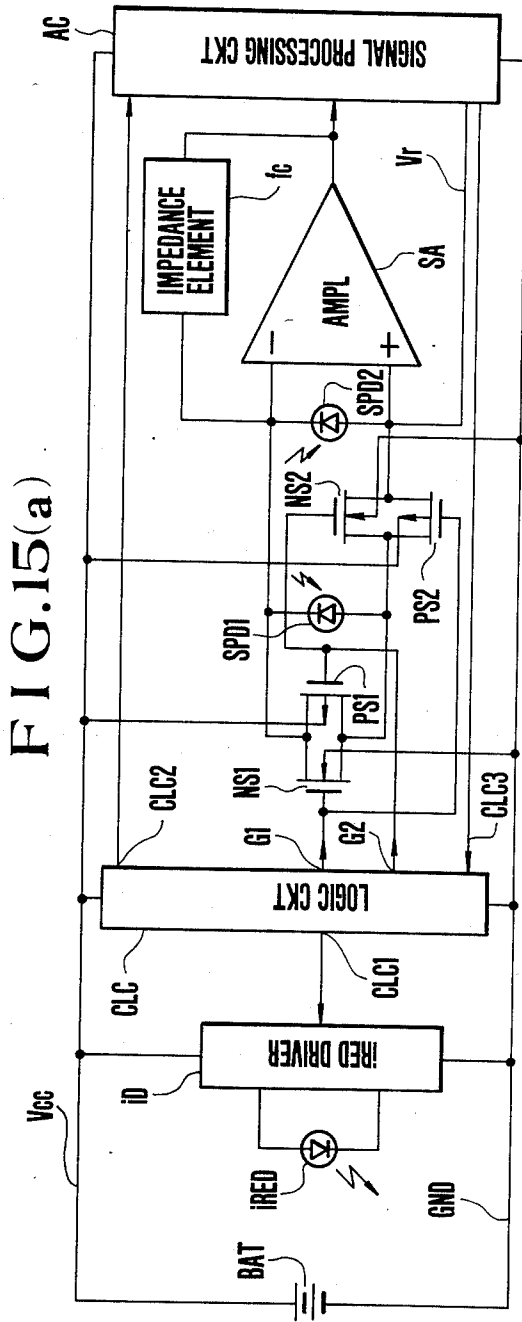 FIG.15(a)
Vcc
BAT
GND
iRED
iD
iRED DRIVER
CLC1
CLC
LOGIC CKT
CLC2
G1
G2
CLC3
NS1
PS1
SPD1
NS2
PS2
SPD2
AMPL
−
+
SA
IMPEDANCE
ELEMENT
fc
Vr
AC
SIGNAL PROCESSING CKT